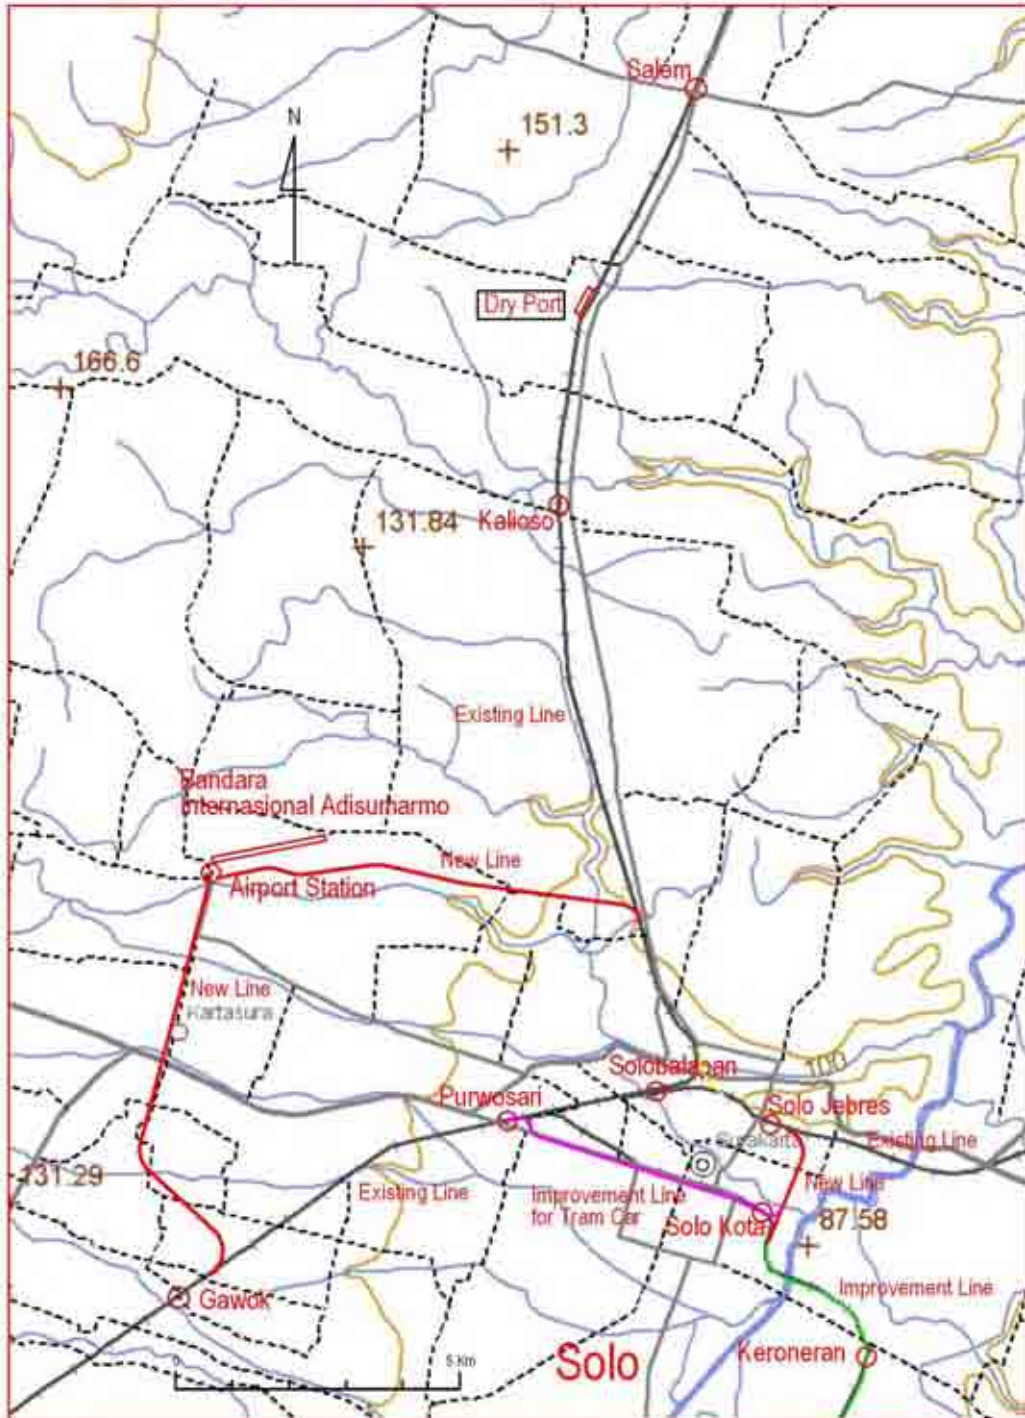 Salem
N
151.3
Dry Port
166.6
131.84
Kalioso
Existing Line
Bandara
Internasional Adisumarmo
New Line
Airport Station
New Line
Kartasura
100
Solobalapan
Purwosari
Solo Jebres
Surakarta
Existing Line
131.29
Existing Line
Improvement Line
for Tram Car
New Line
Solo Kota
87.58
Gawok
Improvement Line
Solo
Keroneran
0
5 Km